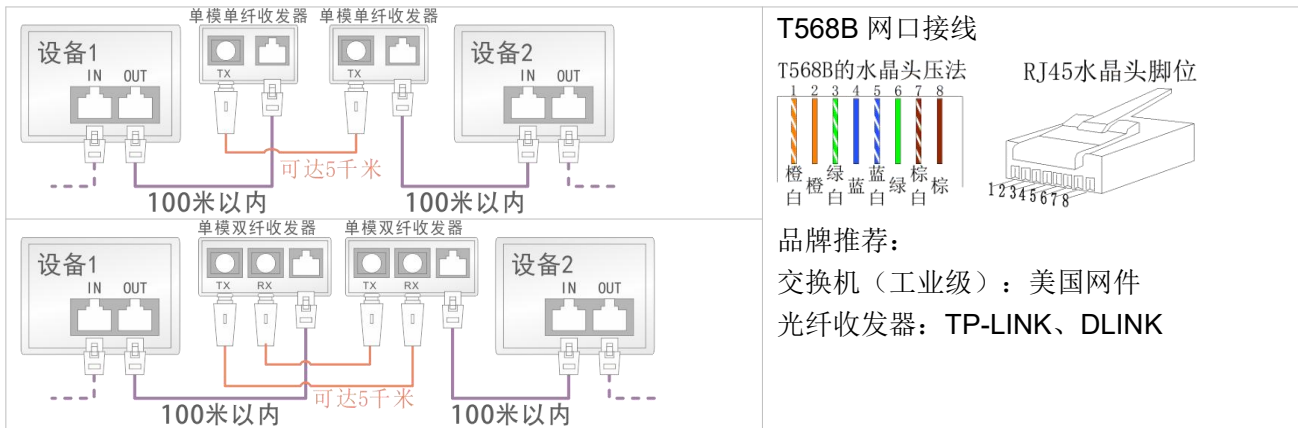 单模单纤收发器 单模单纤收发器
设备1
IN OUT
TX
TX
设备2
IN OUT
可达5千米
100米以内
100米以内
单模双纤收发器 单模双纤收发器
设备1
IN OUT
TX RX
TX RX
设备2
IN OUT
可达5千米
100米以内
100米以内
T568B 网口接线
T568B的水晶头压法
1 2 3 4 5 6 7 8
橙白 橙 绿白 蓝 蓝白 绿 棕白 棕
RJ45水晶头脚位
12345678
品牌推荐：
交换机（工业级）：美国网件
光纤收发器：TP-LINK、DLINK